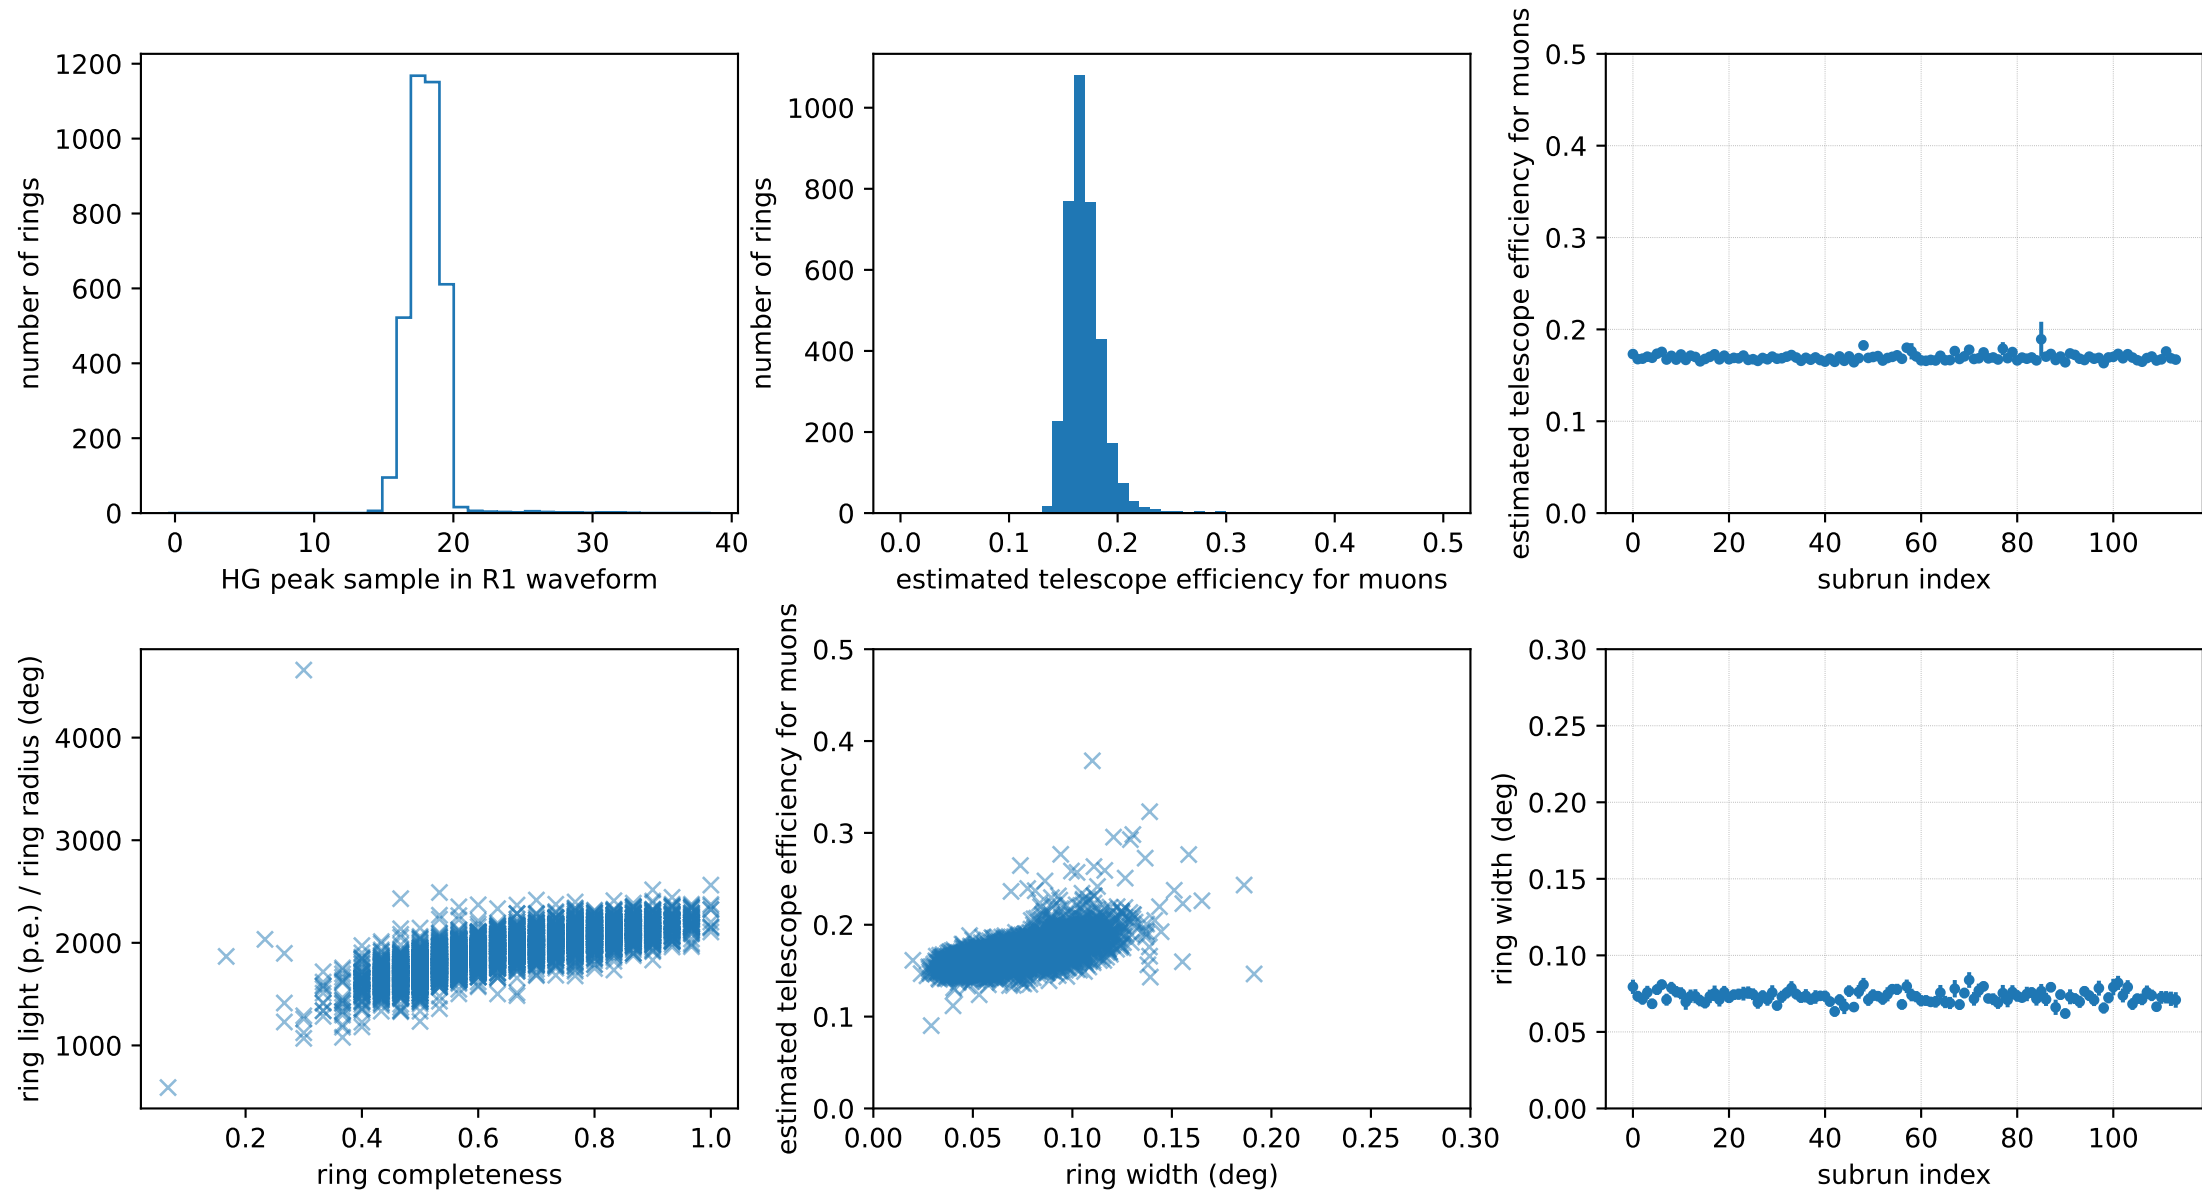 number of rings
1200
1000
800
600
400
200
0
0 10 20 30 40
HG peak sample in R1 waveform
number of rings
1000
800
600
400
200
0
0.0 0.1 0.2 0.3 0.4 0.5
estimated telescope efficiency for muons
estimated telescope efficiency for muons
0.5
0.4
0.3
0.2
0.1
0.0
0 20 40 60 80 100
subrun index
ring light (p.e.) / ring radius (deg)
4000
3000
2000
1000
0.2 0.4 0.6 0.8 1.0
ring completeness
estimated telescope efficiency for muons
0.5
0.4
0.3
0.2
0.1
0.0
0.00 0.05 0.10 0.15 0.20 0.25 0.30
ring width (deg)
ring width (deg)
0.30
0.25
0.20
0.15
0.10
0.05
0.00
0 20 40 60 80 100
subrun index